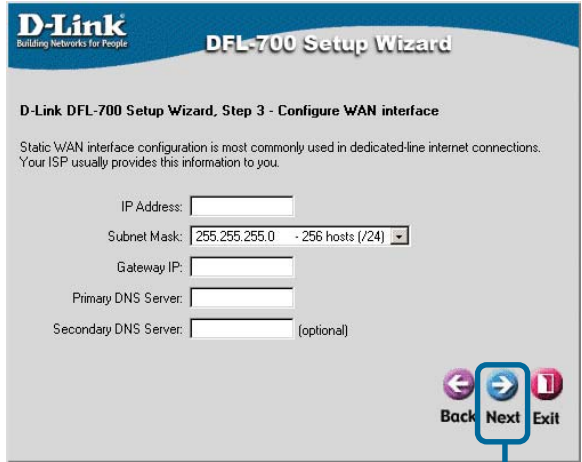 D-Link
Building Networks for People
DFL-700 Setup Wizard
D-Link DFL-700 Setup Wizard, Step 3 - Configure WAN interface
Static WAN interface configuration is most commonly used in dedicated-line internet connections.
Your ISP usually provides this information to you.
IP Address:
Subnet Mask: 255.255.255.0 - 256 hosts (/24)
Gateway IP:
Primary DNS Server:
Secondary DNS Server: (optional)
Back Next Exit